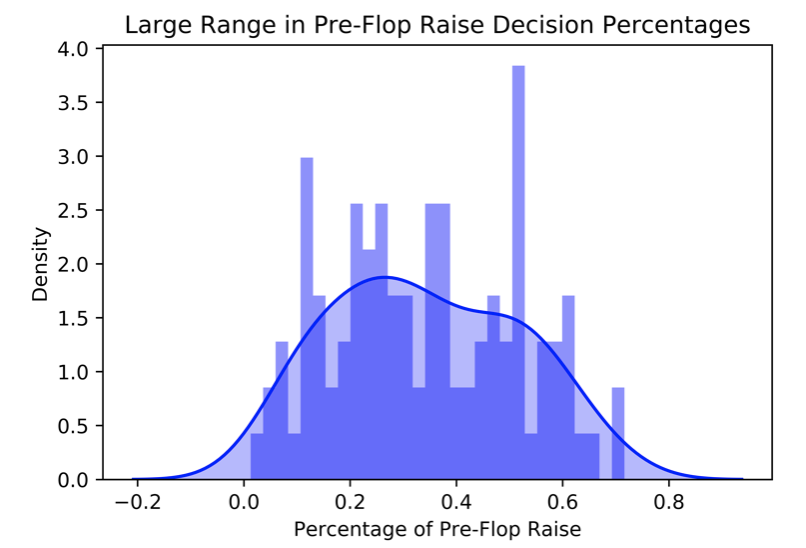 Large Range in Pre-Flop Raise Decision Percentages
4.0
3.5
3.0
2.5
2.0
1.5
1.0
0.5
0.0
Density
−0.2 0.0 0.2 0.4 0.6 0.8
Percentage of Pre-Flop Raise